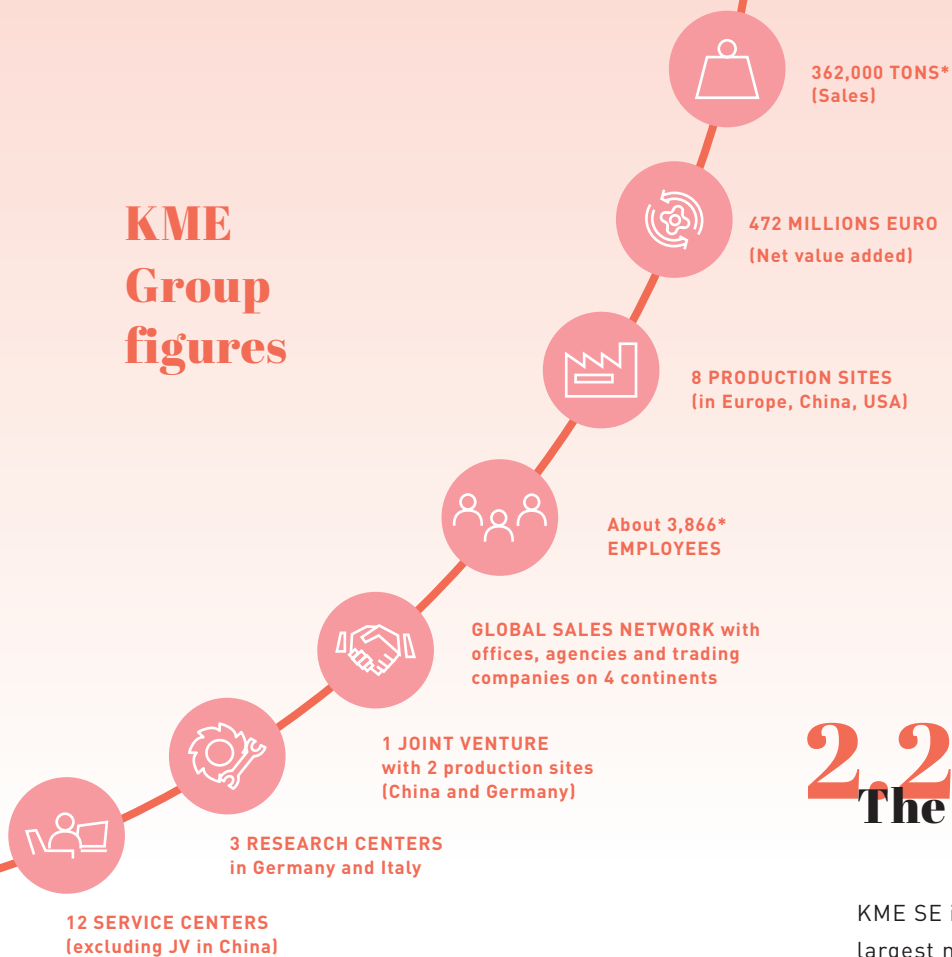 362,000 TONS*
(Sales)
KME
Group
figures
472 MILLIONS EURO
(Net value added)
8 PRODUCTION SITES
(in Europe, China, USA)
About 3,866*
EMPLOYEES
GLOBAL SALES NETWORK with
offices, agencies and trading
companies on 4 continents
1 JOINT VENTURE
with 2 production sites
(China and Germany)
3 RESEARCH CENTERS
in Germany and Italy
12 SERVICE CENTERS
(excluding JV in China)
2.2
The
KME SE
largest